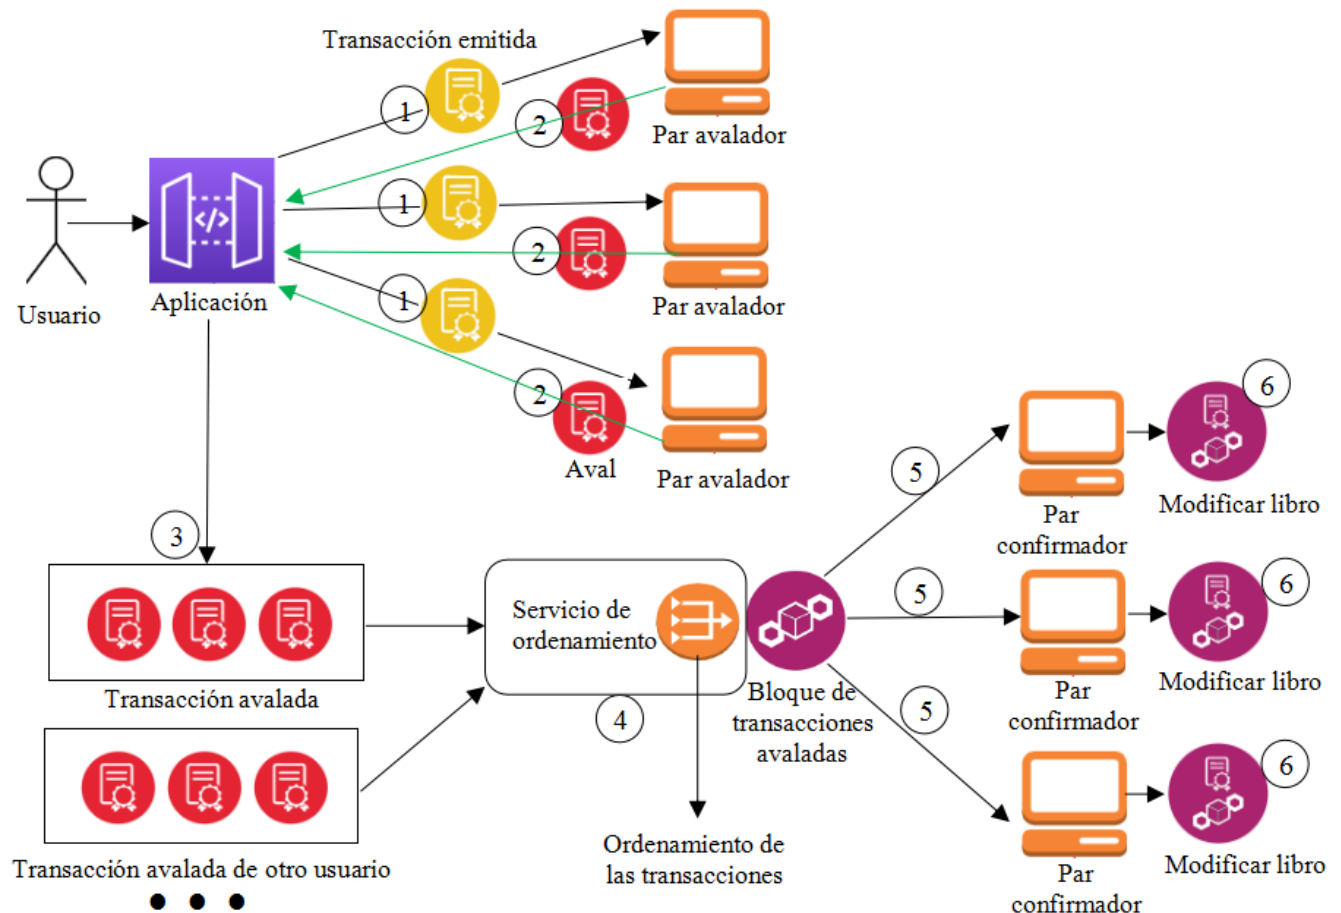 Transacción emitida
1
2
Par avalador
1
2
Par avalador
1
2
Aval
Par avalador
</>
Usuario
Aplicación
3
Transacción avalada
Transacción avalada de otro usuario
Servicio de
ordenamiento
4
Ordenamiento de
las transacciones
Bloque de
transacciones
avaladas
5
Par
confirmador
6
Modificar libro
5
Par
confirmador
6
Modificar libro
5
Par
confirmador
6
Modificar libro